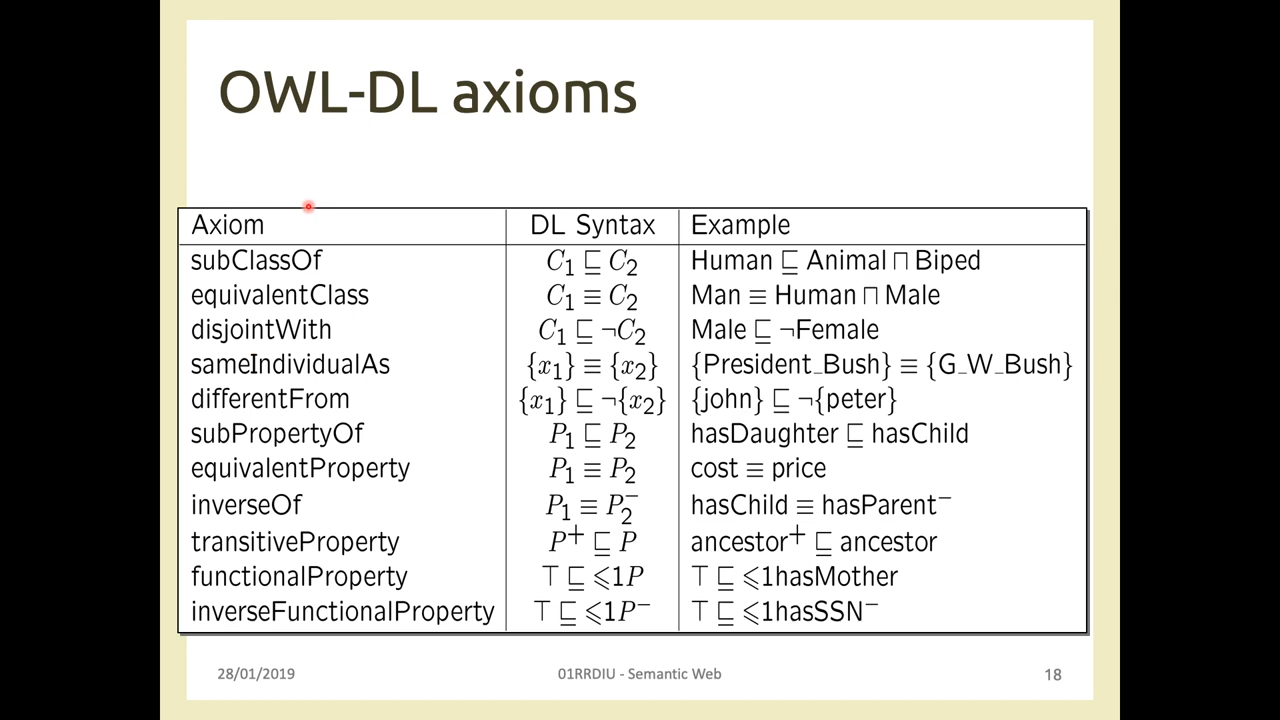 OWL-DL axioms
Axiom DL Syntax Example
subClassOf C₁ ⊑ C₂ Human ⊑ Animal ⊓ Biped
equivalentClass C₁ ≡ C₂ Man ≡ Human ⊓ Male
disjointWith C₁ ⊑ ¬C₂ Male ⊑ ¬Female
sameIndividualAs {x₁} ≡ {x₂} {President_Bush} ≡ {G_W_Bush}
differentFrom {x₁} ⊑ ¬{x₂} {john} ⊑ ¬{peter}
subPropertyOf P₁ ⊑ P₂ hasDaughter ⊑ hasChild
equivalentProperty P₁ ≡ P₂ cost ≡ price
inverseOf P₁ ≡ P₂⁻ hasChild ≡ hasParent⁻
transitiveProperty P⁺ ⊑ P ancestor⁺ ⊑ ancestor
functionalProperty ⊤ ⊑ ⩽1P ⊤ ⊑ ⩽1hasMother
inverseFunctionalProperty ⊤ ⊑ ⩽1P⁻ ⊤ ⊑ ⩽1hasSSN⁻
28/01/2019 01RRDIU - Semantic Web 18